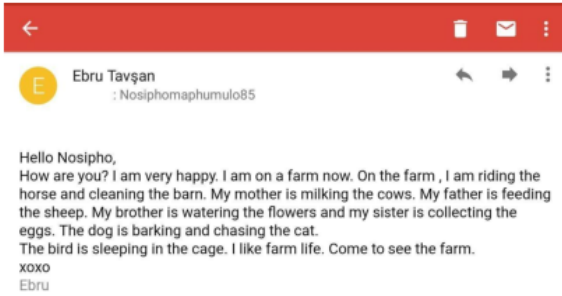 E
Ebru Tavşan
: Nosiphomaphumulo85
Hello Nosipho,
How are you? I am very happy. I am on a farm now. On the farm , I am riding the
horse and cleaning the barn. My mother is milking the cows. My father is feeding
the sheep. My brother is watering the flowers and my sister is collecting the
eggs. The dog is barking and chasing the cat.
The bird is sleeping in the cage. I like farm life. Come to see the farm.
xoxo
Ebru